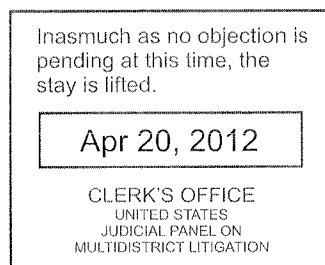 Inasmuch as no objection is
pending at this time, the
stay is lifted.
Apr 20, 2012
CLERK'S OFFICE
UNITED STATES
JUDICIAL PANEL ON
MULTIDISTRICT LITIGATION